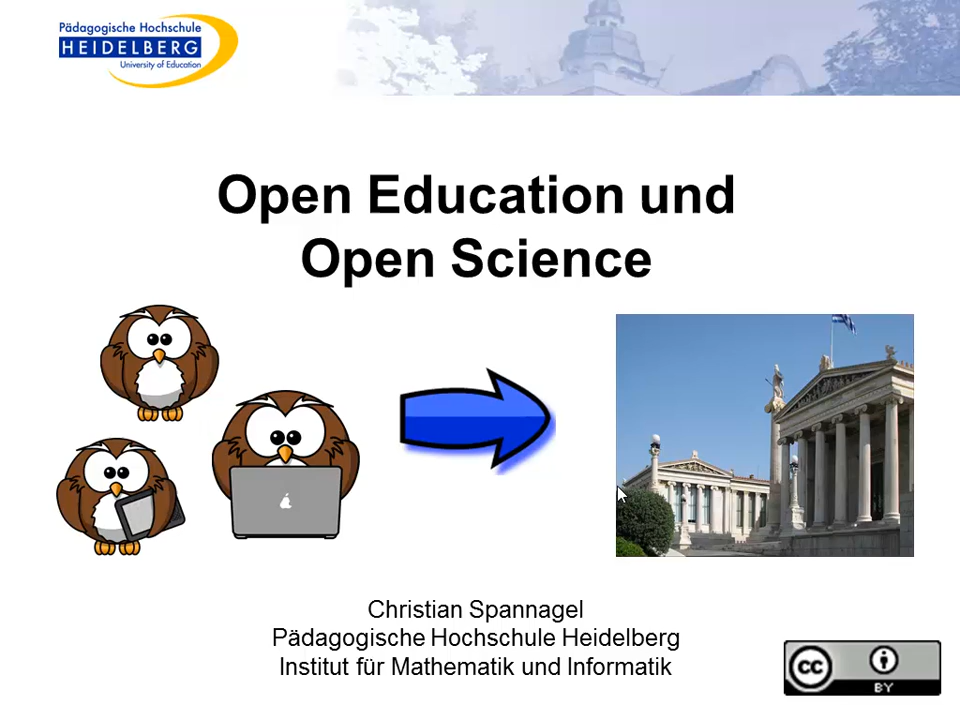 Pädagogische Hochschule
HEIDELBERG
University of Education
Open Education und
Open Science
Christian Spannagel
Pädagogische Hochschule Heidelberg
Institut für Mathematik und Informatik
cc
BY